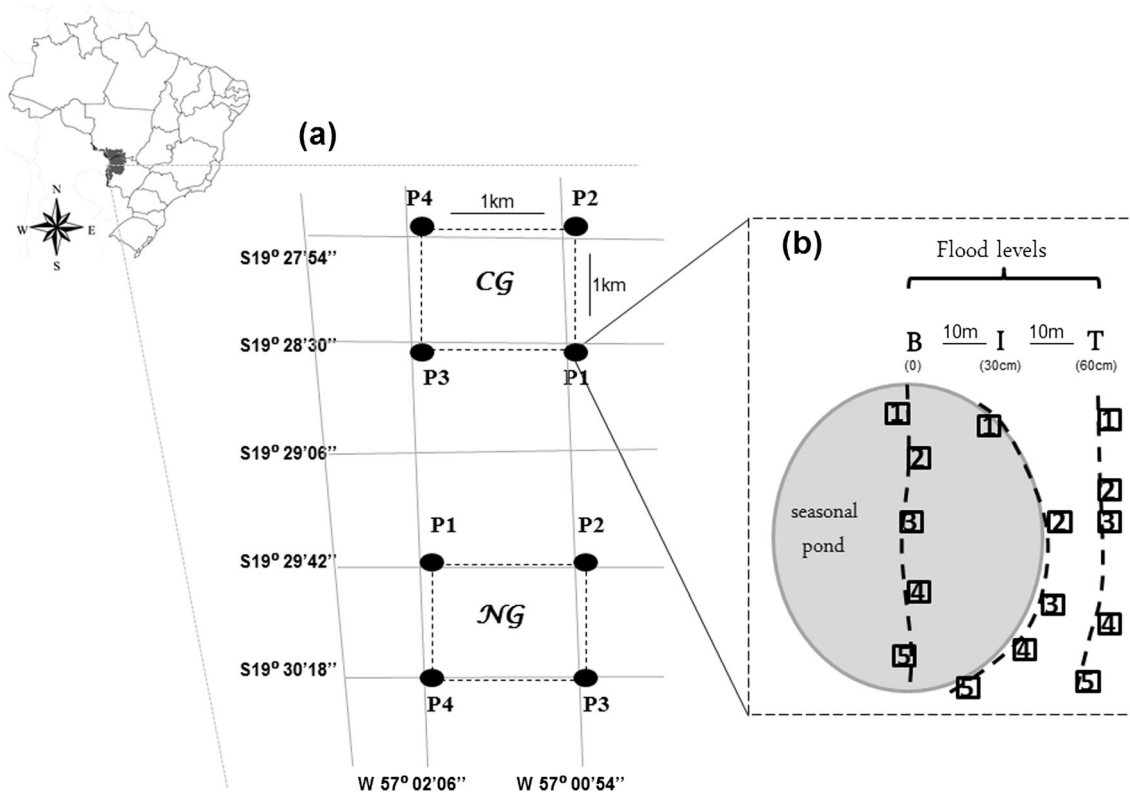 (a)
N
W E
S
P4 1km P2
S19° 27'54''
CG
1km
S19° 28'30''
P3 P1
S19° 29'06''
P1 P2
S19° 29'42''
NG
S19° 30'18''
P4 P3
W 57° 02'06'' W 57° 00'54''
(b)
Flood levels
B 10m I 10m T
(0) (30cm) (60cm)
1 1 1
2 2
3 2 3
seasonal
pond
4 3 4
5 4 5
5